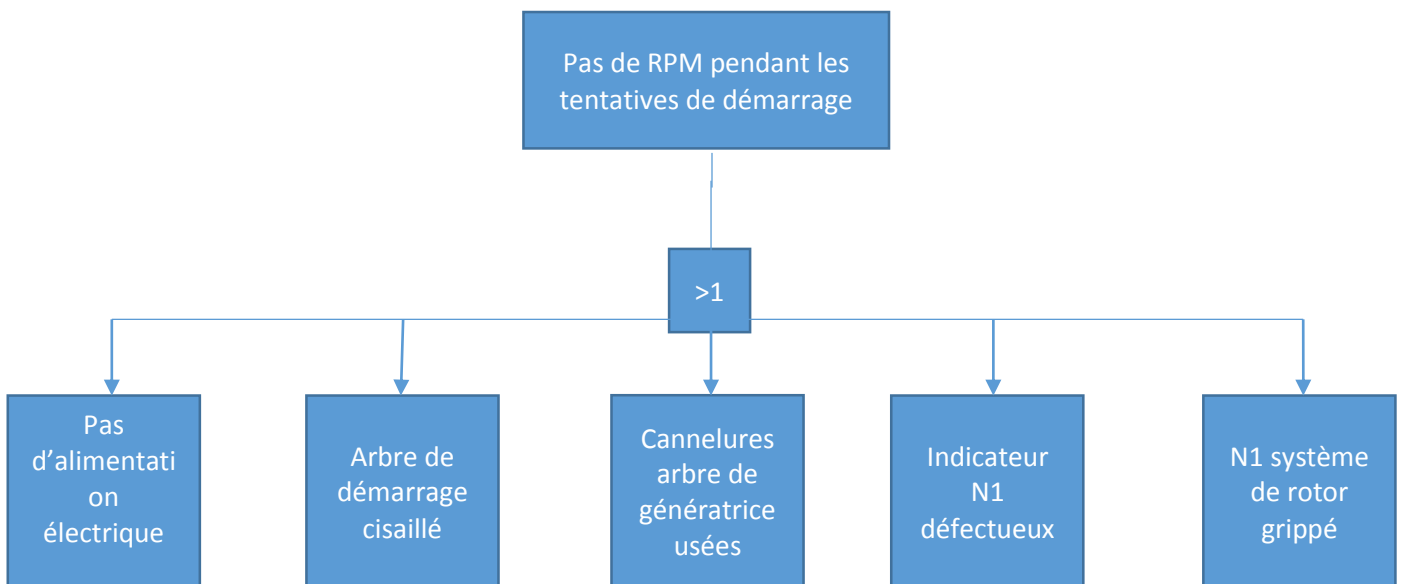 Pas de RPM pendant les
tentatives de démarrage
>1
Pas
d’alimentati
on
électrique
Arbre de
démarrage
cisaillé
Cannelures
arbre de
génératrice
usées
Indicateur
N1
défectueux
N1 système
de rotor
grippé